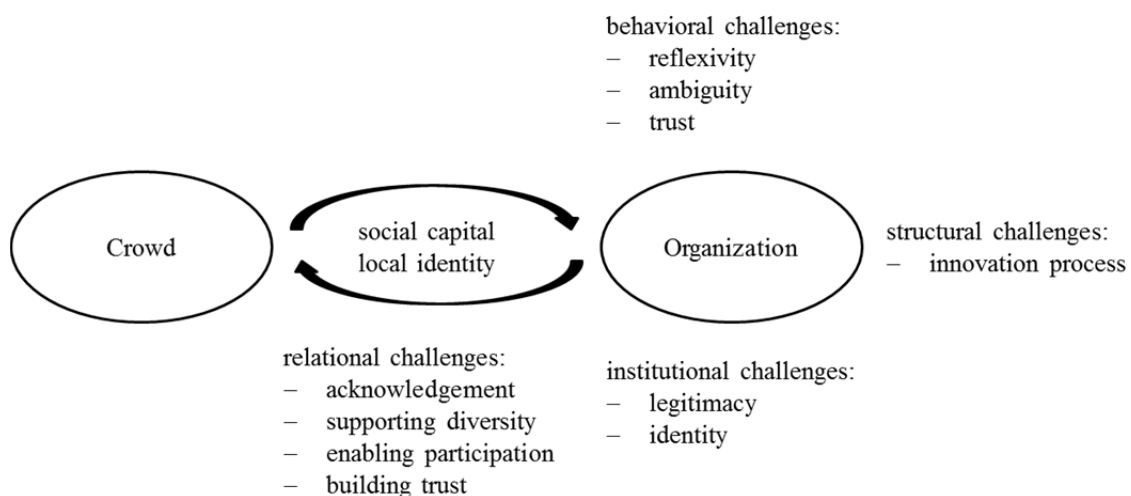 behavioral challenges:
– reflexivity
– ambiguity
– trust
Crowd
social capital
local identity
Organization
structural challenges:
– innovation process
relational challenges:
– acknowledgement
– supporting diversity
– enabling participation
– building trust
institutional challenges:
– legitimacy
– identity